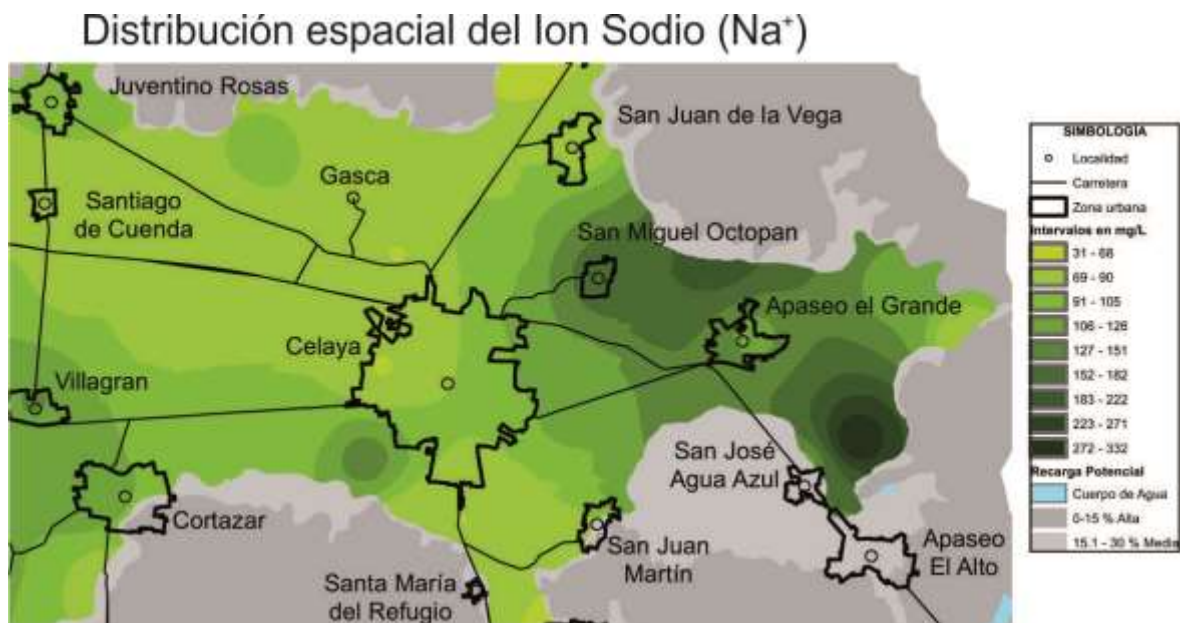 Distribución espacial del Ion Sodio (Na⁺)
Juventino Rosas
San Juan de la Vega
Gasca
Santiago
de Cuenda
San Miguel Octopan
Apaseo el Grande
Celaya
Villagran
San José
Agua Azul
Cortazar
San Juan
Martín
Apaseo
El Alto
Santa María
del Refugio
SIMBOLOGÍA
Localidad
Carretera
Zona urbana
Intervalos en mg/L
31 - 68
69 - 90
91 - 105
106 - 126
127 - 151
152 - 182
183 - 222
223 - 271
272 - 332
Recarga Potencial
Cuerpo de Agua
0-15 % Alta
15.1 - 30 % Media